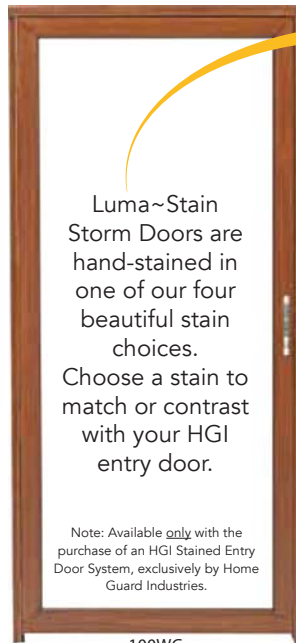 Luma~Stain
Storm Doors are
hand-stained in
one of our four
beautiful stain
choices.
Choose a stain to
match or contrast
with your HGI
entry door.
Note: Available only with the
purchase of an HGI Stained Entry
Door System, exclusively by Home
Guard Industries.